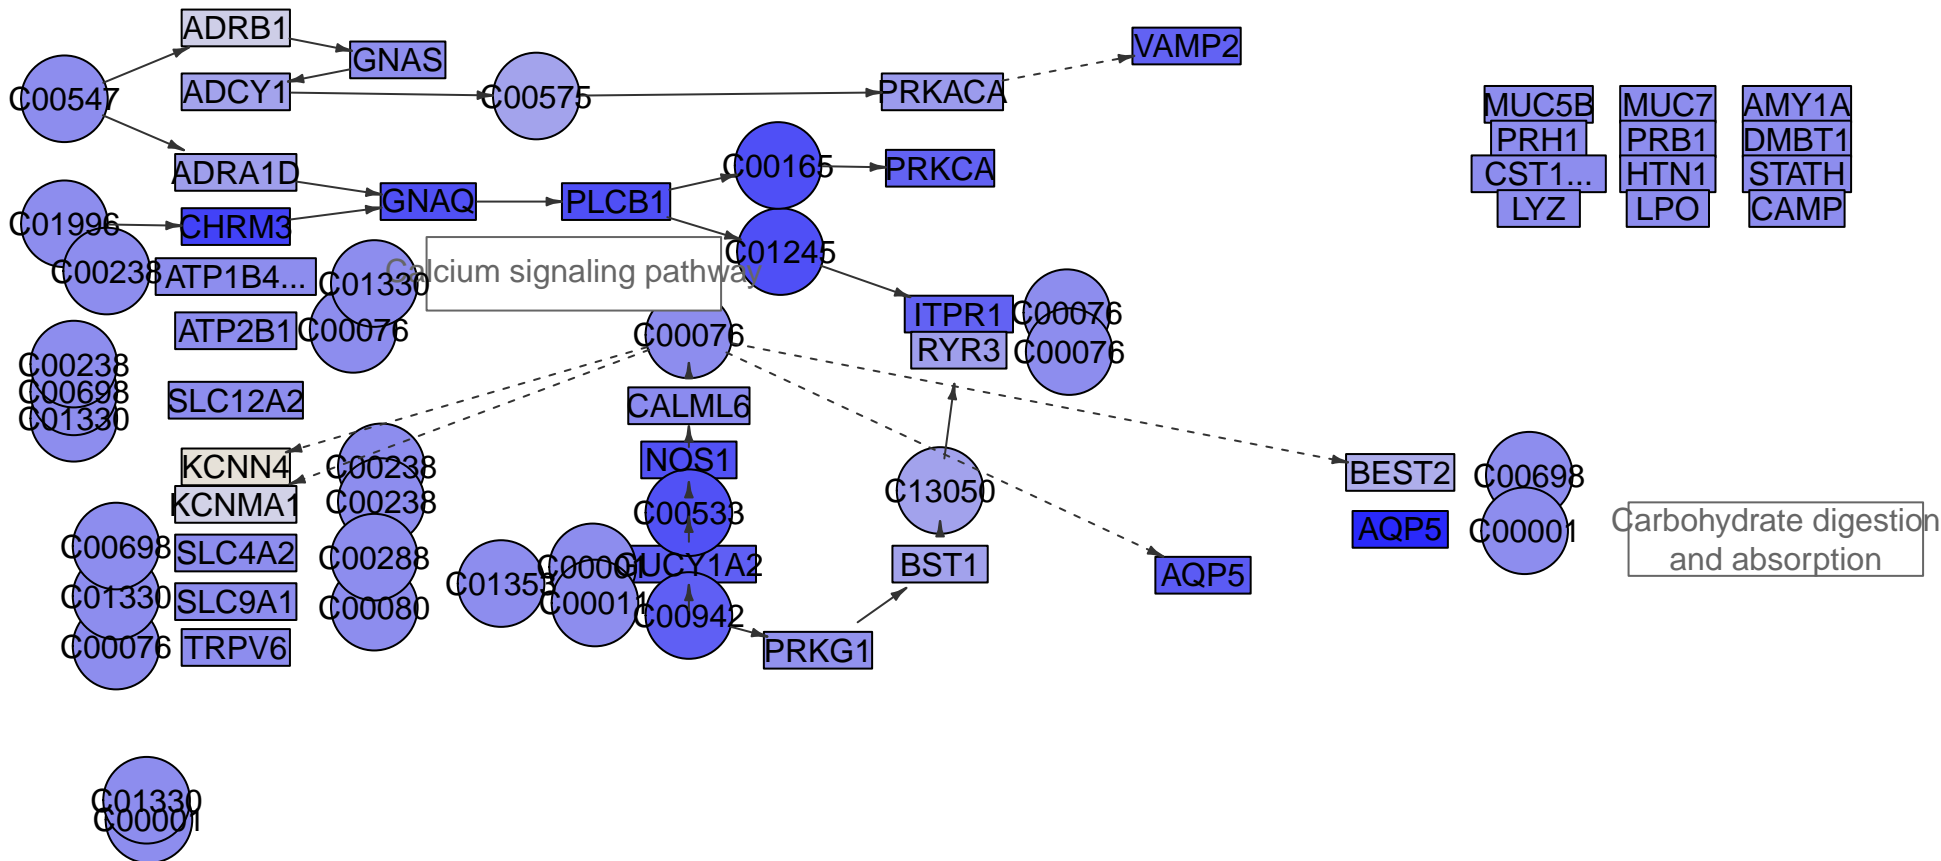 ADRB1
GNAS
VAMP2
C00547
ADCY1
C00575
PRKACA
MUC5B
MUC7
AMY1A
PRH1
PRB1
DMBT1
ADRA1D
C00165
PRKCA
CST1...
HTN1
STATH
GNAQ
PLCB1
LYZ
LPO
CAMP
C01996
CHRM3
C01245
C00238
ATP1B4...
C01330
Calcium signaling pathway
ATP2B1
C00076
C00076
ITPR1
C00076
RYR3
C00076
C00238
C00698
C01330
SLC12A2
CALML6
KCNN4
C00238
NOS1
BEST2
C00698
KCNMA1
C00238
C13050
C00533
AQP5
C00001
Carbohydrate digestion
and absorption
C00698
SLC4A2
C00288
C01353
C00001
GUCY1A2
BST1
AQP5
C01330
SLC9A1
C00080
C00011
C00942
C00076
TRPV6
PRKG1
C01330
C00001